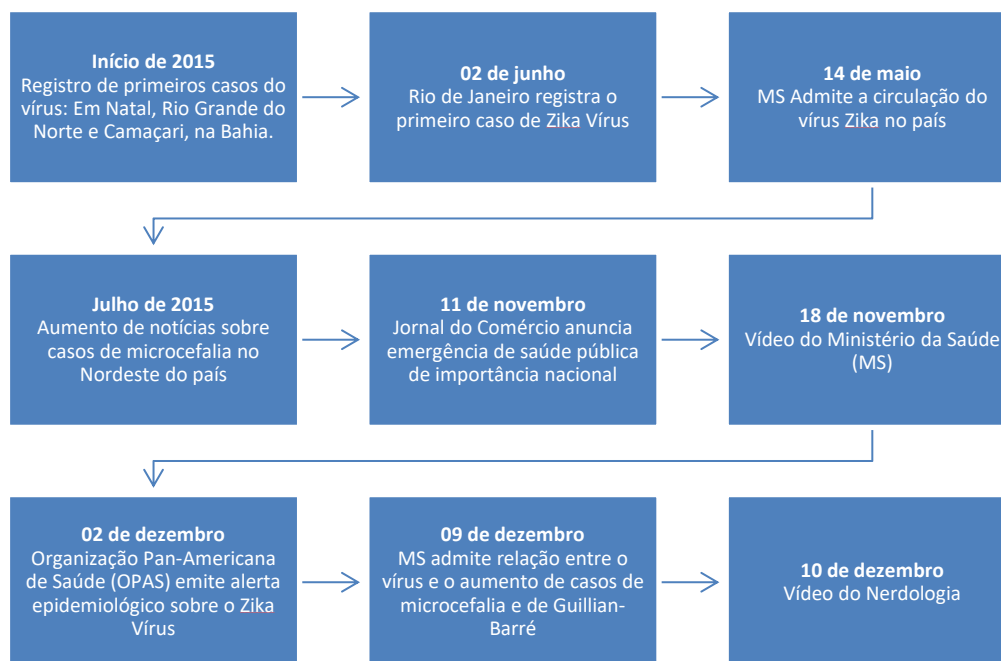 Início de 2015
Registro de primeiros casos do
vírus: Em Natal, Rio Grande do
Norte e Camaçari, na Bahia.
02 de junho
Rio de Janeiro registra o
primeiro caso de Zika Vírus
14 de maio
MS Admite a circulação do
vírus Zika no país
Julho de 2015
Aumento de notícias sobre
casos de microcefalia no
Nordeste do país
11 de novembro
Jornal do Comércio anuncia
emergência de saúde pública
de importância nacional
18 de novembro
Vídeo do Ministério da Saúde
(MS)
02 de dezembro
Organização Pan-Americana
de Saúde (OPAS) emite alerta
epidemiológico sobre o Zika
Vírus
09 de dezembro
MS admite relação entre o
vírus e o aumento de casos de
microcefalia e de Guillian-
Barré
10 de dezembro
Vídeo do Nerdologia